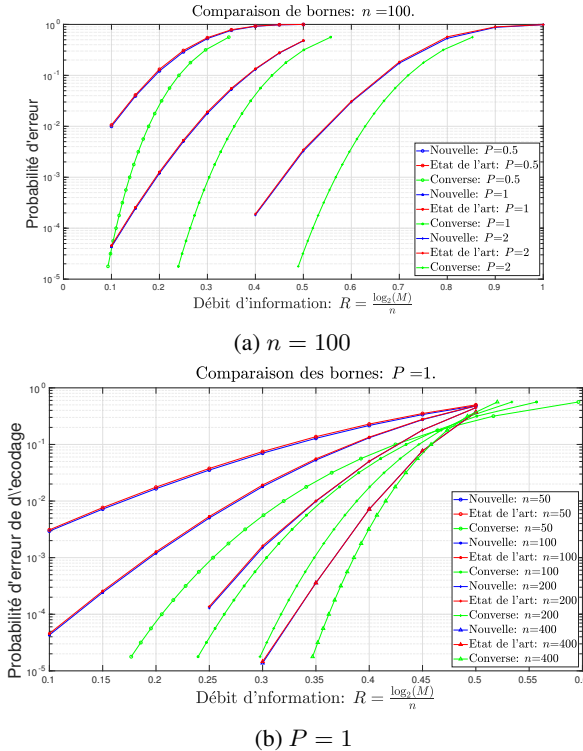 Comparaison de bornes: n =100.
10^0
10^-1
10^-2
10^-3
10^-4
10^-5
Probabilité d'erreur
Nouvelle: P=0.5
Etat de l'art: P=0.5
Converse: P=0.5
Nouvelle: P=1
Etat de l'art: P=1
Converse: P=1
Nouvelle: P=2
Etat de l'art: P=2
Converse: P=2
0 0.1 0.2 0.3 0.4 0.5 0.6 0.7 0.8 0.9 1
Débit d'information: R = log2(M)/n
(a) n = 100
Comparaison des bornes: P =1.
10^0
10^-1
10^-2
10^-3
10^-4
10^-5
Probabilité d'erreur de d\'ecodage
Nouvelle: n=50
Etat de l'art: n=50
Converse: n=50
Nouvelle: n=100
Etat de l'art: n=100
Converse: n=100
Nouvelle: n=200
Etat de l'art: n=200
Converse: n=200
Nouvelle: n=400
Etat de l'art: n=400
Converse: n=400
0.1 0.15 0.2 0.25 0.3 0.35 0.4 0.45 0.5 0.55
Débit d'nformation: R = log2(M)/n
(b) P = 1